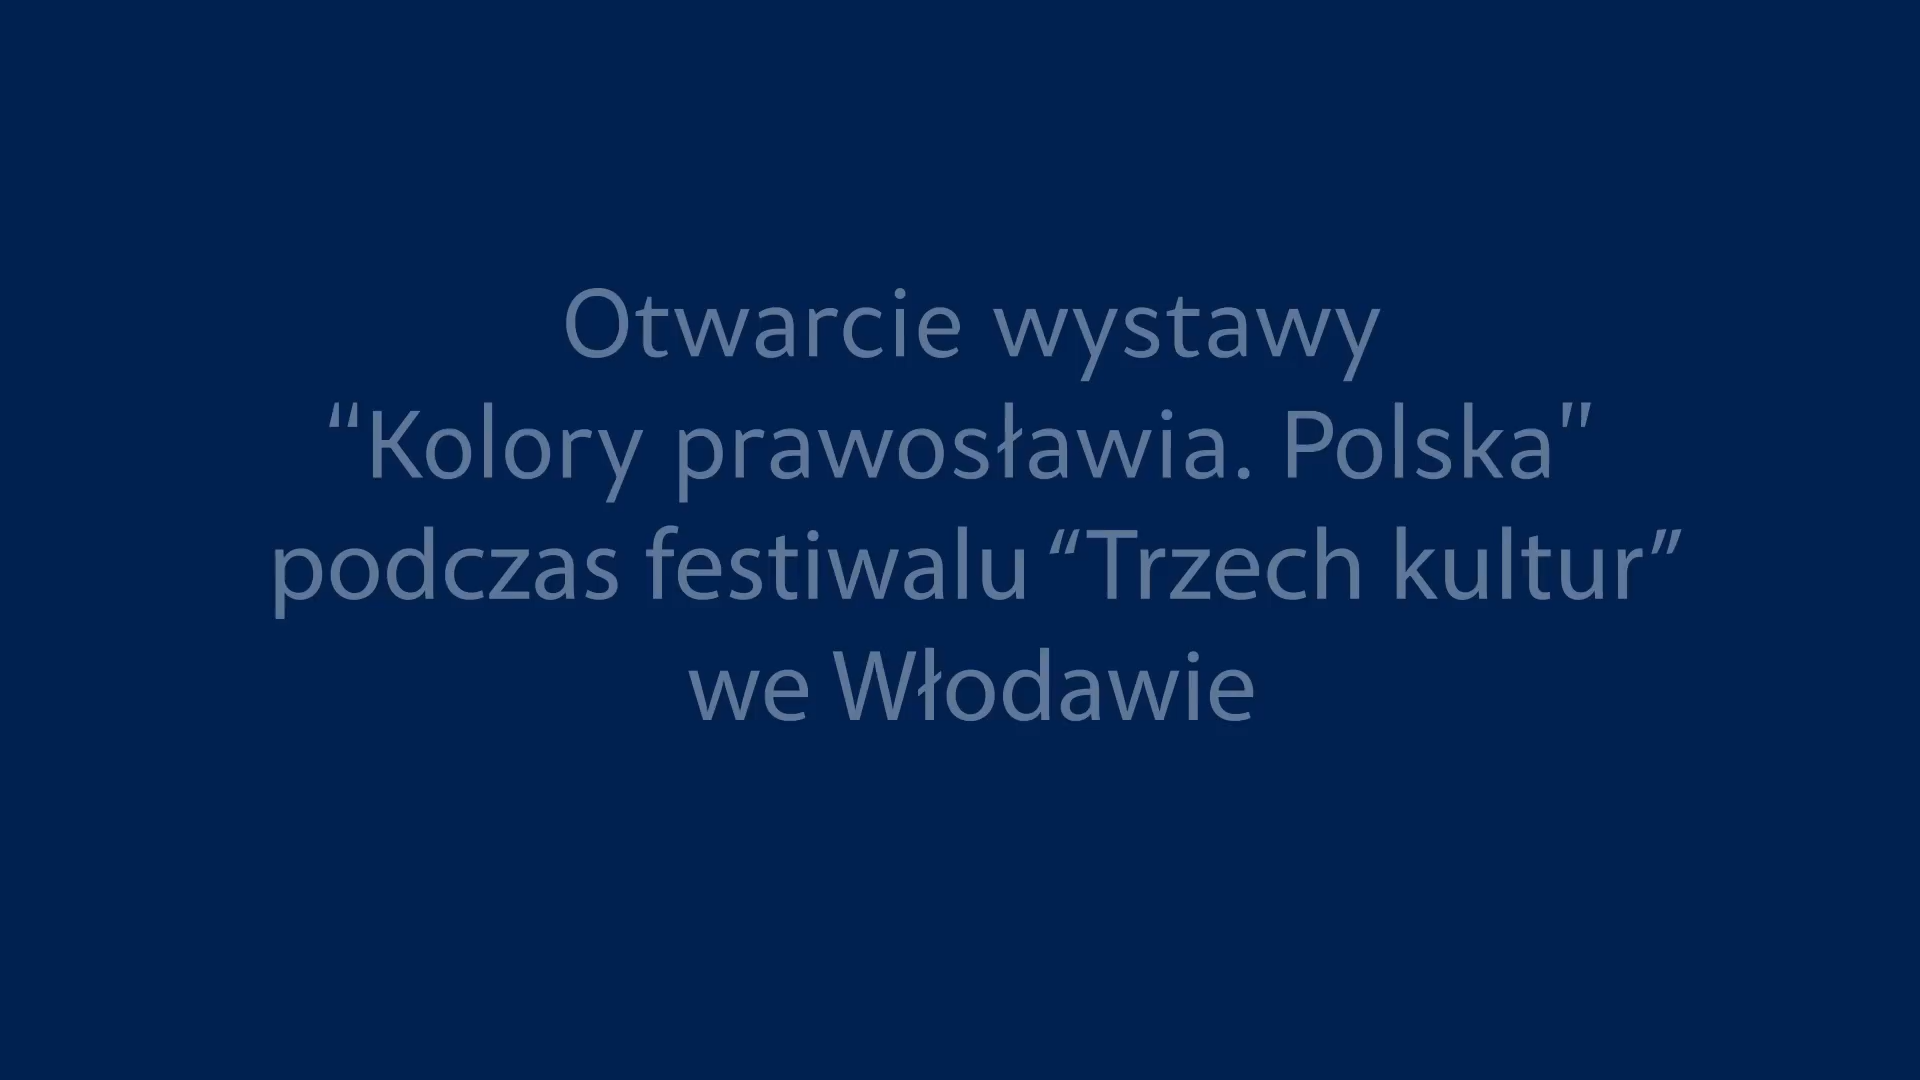 Otwarcie wystawy
“Kolory prawosławia. Polska”
podczas festiwalu “Trzech kultur”
we Włodawie